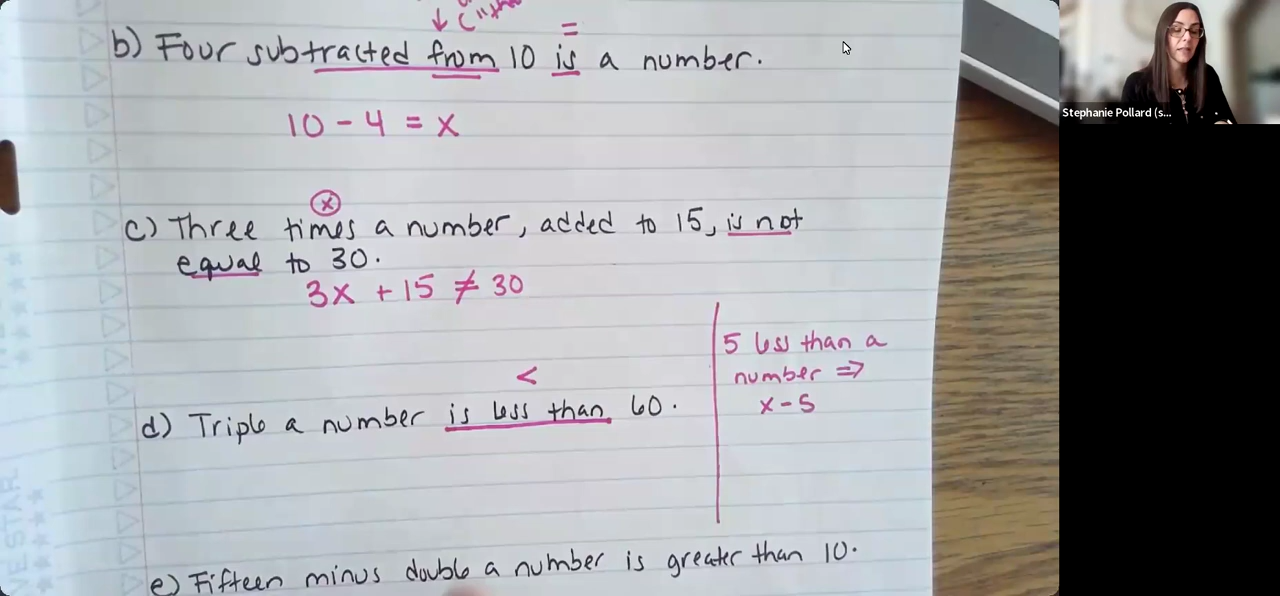 =
b) Four subtracted from 10 is a number.
10 - 4 = x
Stephanie Pollard (s...
x
c) Three times a number, added to 15, is not
equal to 30.
3x + 15 ≠ 30
5 less than a
number ⇒
x - 5
<
d) Triple a number is less than 60.
e) Fifteen minus double a number is greater than 10.
VE STAR